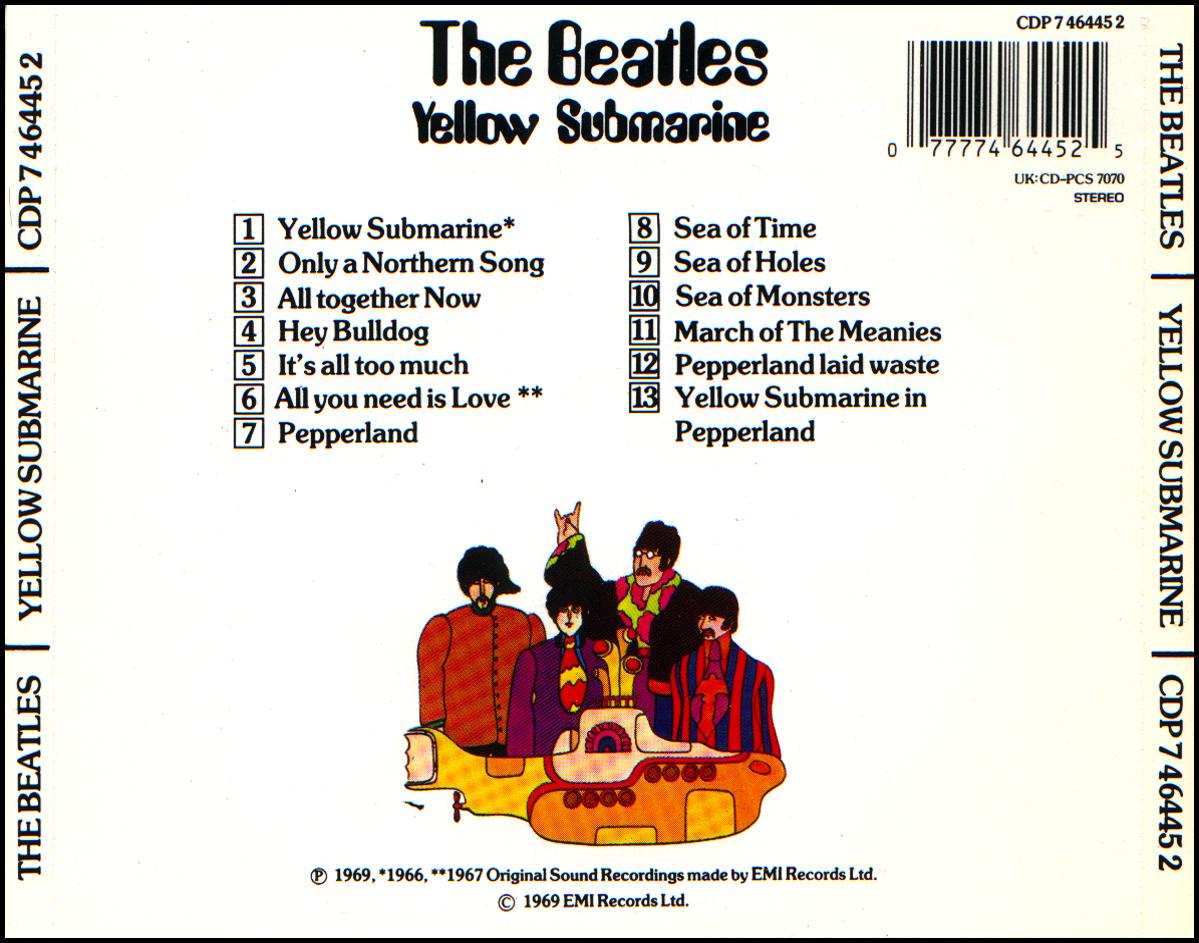 THE BEATLES | YELLOW SUBMARINE | CDP 7 46445 2
The Beatles
Yellow Submarine
CDP 7 46445 2
0 77774 64452 5
UK: CD-PCS 7070
STEREO
1 Yellow Submarine*
2 Only a Northern Song
3 All together Now
4 Hey Bulldog
5 It's all too much
6 All you need is Love **
7 Pepperland
8 Sea of Time
9 Sea of Holes
10 Sea of Monsters
11 March of The Meanies
12 Pepperland laid waste
13 Yellow Submarine in
Pepperland
℗ 1969, *1966, **1967 Original Sound Recordings made by EMI Records Ltd.
© 1969 EMI Records Ltd.
THE BEATLES | YELLOW SUBMARINE | CDP 7 46445 2